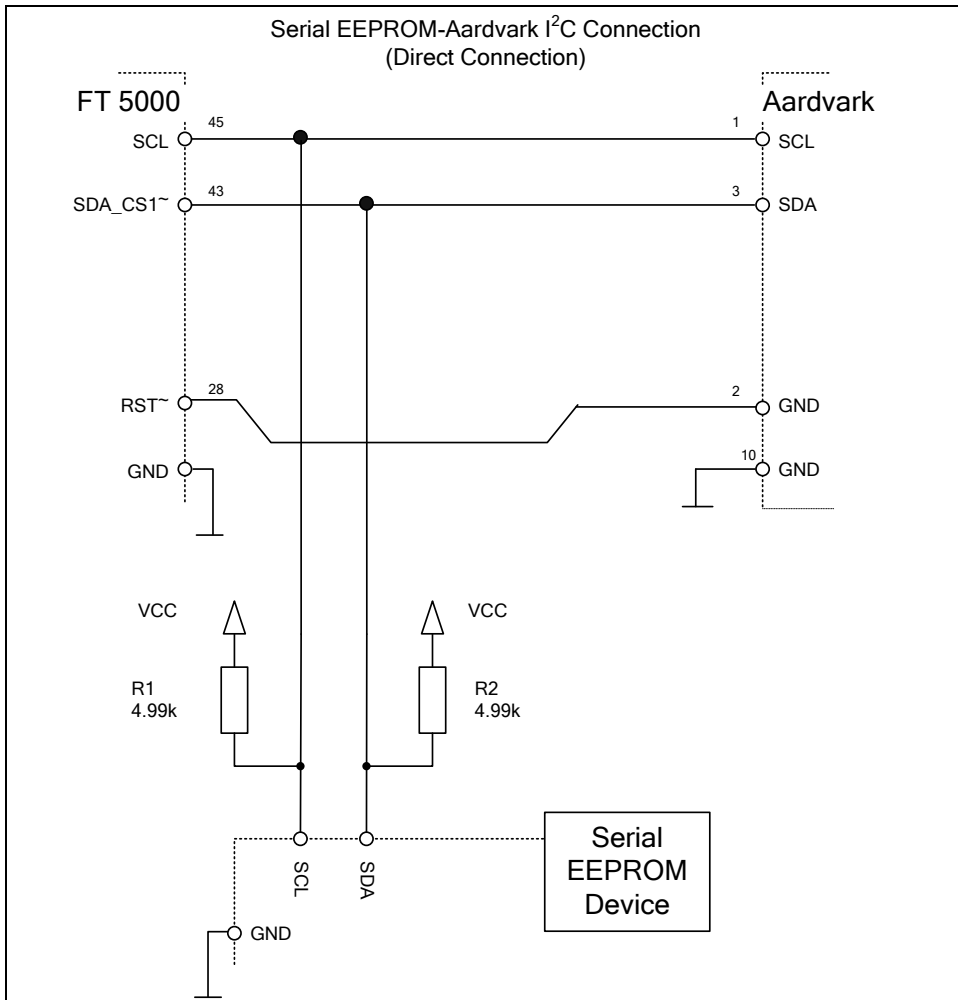 Serial EEPROM-Aardvark I²C Connection
(Direct Connection)
FT 5000
Aardvark
SCL
45
1
SCL
SDA_CS1~
43
3
SDA
RST~
28
2
GND
GND
10
GND
VCC
VCC
R1
4.99k
R2
4.99k
SCL
SDA
Serial
EEPROM
Device
GND